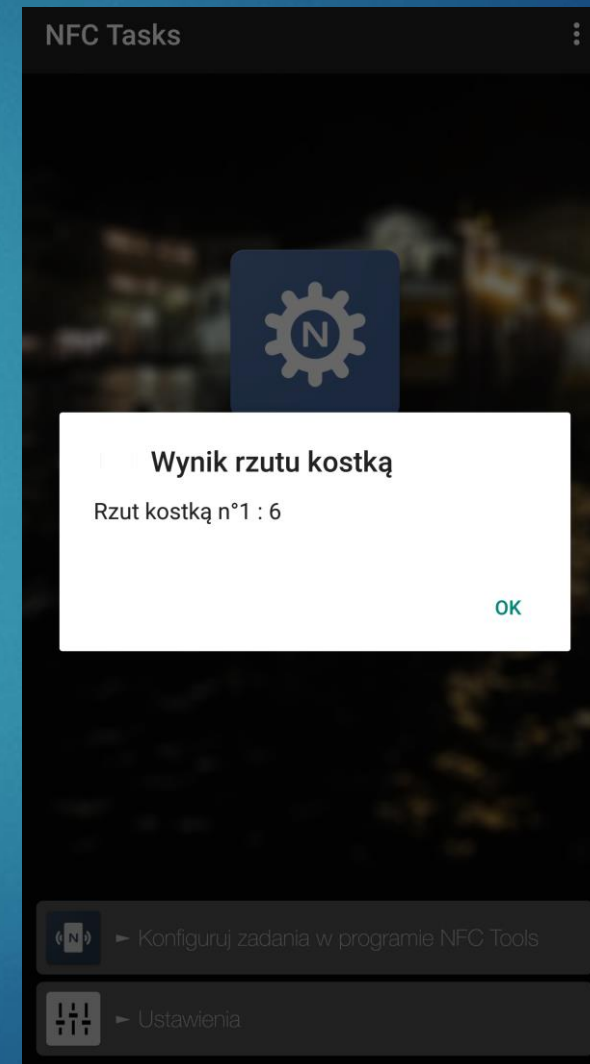 NFC Tasks
N
Wynik rzutu kostką
Rzut kostką n°1 : 6
OK
N
► Konfiguruj zadania w programie NFC Tools
► Ustawienia